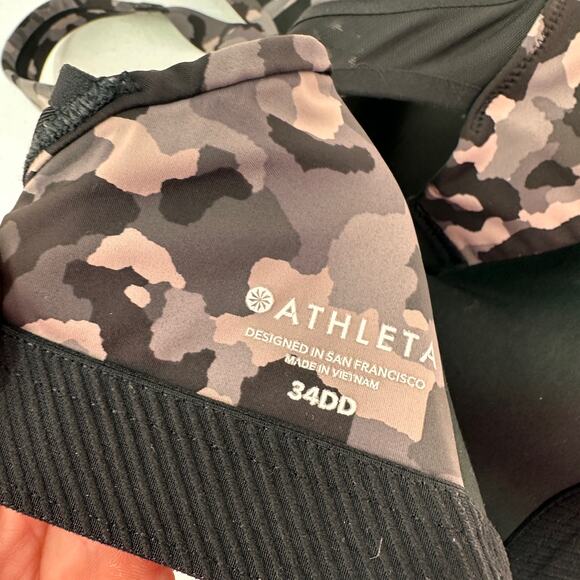 ATHLETA
DESIGNED IN SAN FRANCISCO
MADE IN VIETNAM
34DD